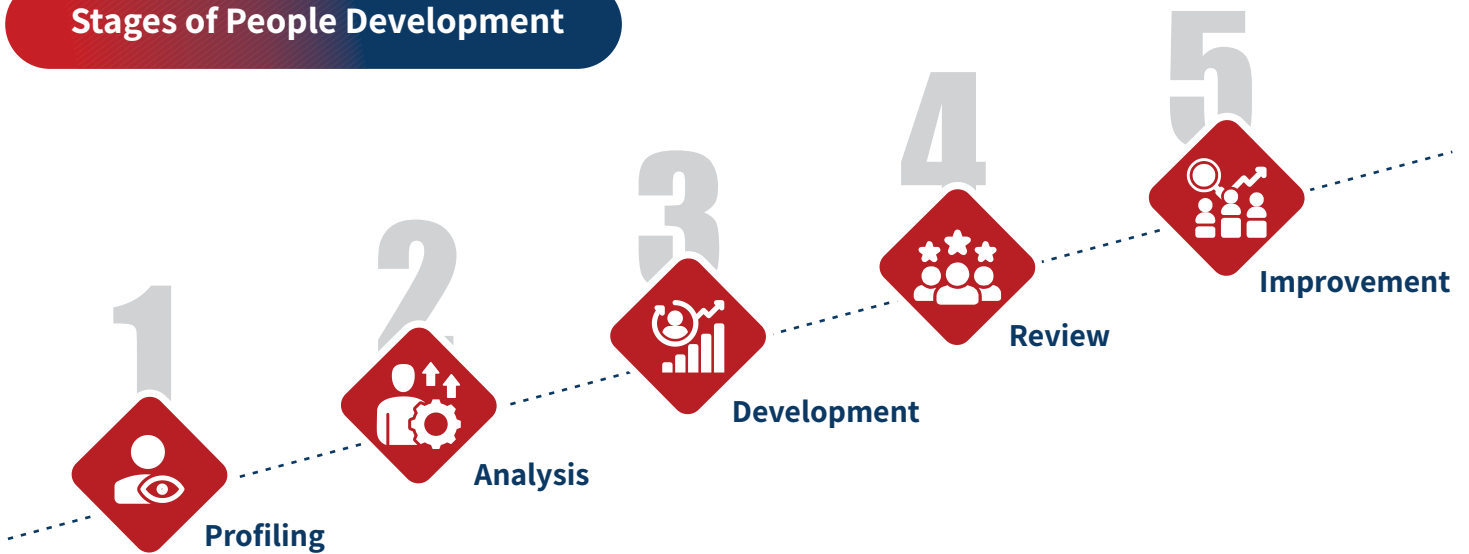 Stages of People Development
1
Profiling
2
Analysis
3
Development
4
Review
5
Improvement